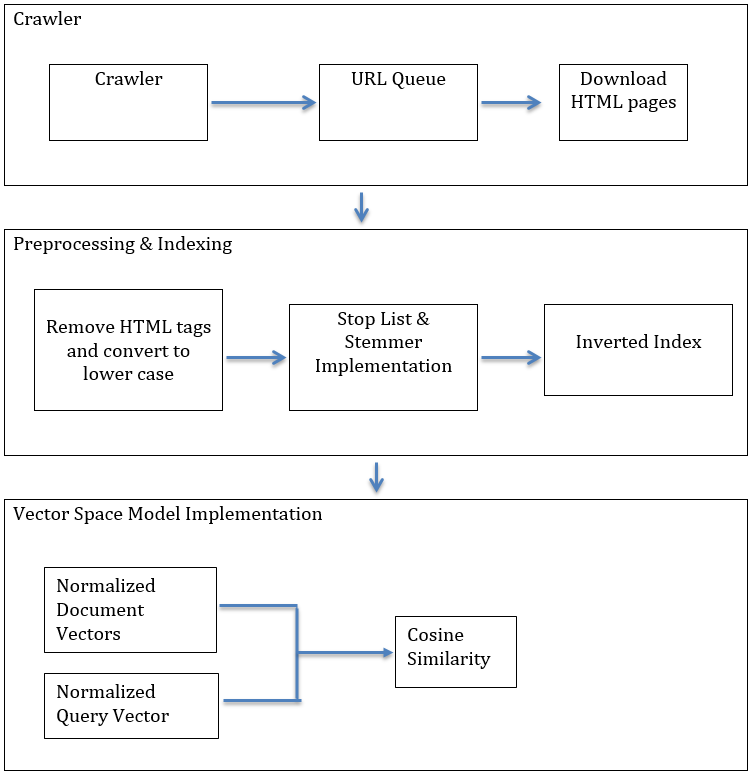 Crawler
Crawler
URL Queue
Download
HTML pages
Preprocessing & Indexing
Remove HTML tags
and convert to
lower case
Stop List &
Stemmer
Implementation
Inverted Index
Vector Space Model Implementation
Normalized
Document
Vectors
Normalized
Query Vector
Cosine
Similarity